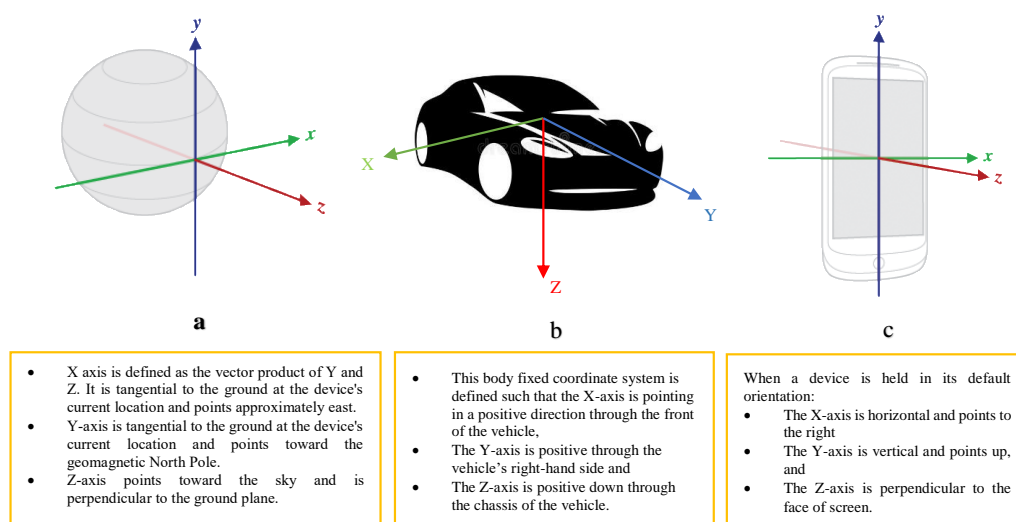 y
x
z
a
X
Y
Z
b
y
x
z
c
• X axis is defined as the vector product of Y and
Z. It is tangential to the ground at the device's
current location and points approximately east.
• Y-axis is tangential to the ground at the device's
current location and points toward the
geomagnetic North Pole.
• Z-axis points toward the sky and is
perpendicular to the ground plane.
• This body fixed coordinate system is
defined such that the X-axis is pointing
in a positive direction through the front
of the vehicle,
• The Y-axis is positive through the
vehicle's right-hand side and
• The Z-axis is positive down through
the chassis of the vehicle.
When a device is held in its default
orientation:
• The X-axis is horizontal and points to
the right
• The Y-axis is vertical and points up,
and
• The Z-axis is perpendicular to the
face of screen.